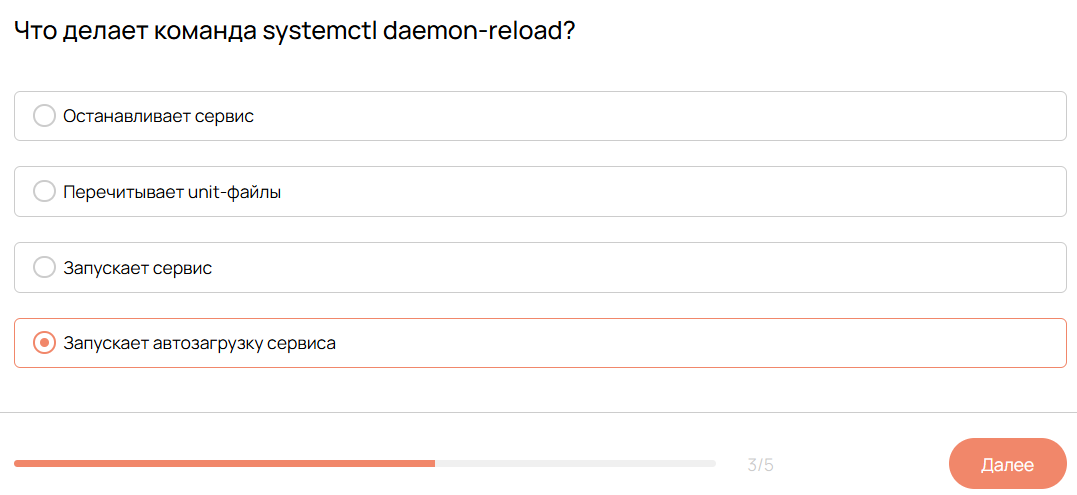 Что делает команда systemctl daemon-reload?
Останавливает сервис
Перечитывает unit-файлы
Запускает сервис
Запускает автозагрузку сервиса
3/5
Далее